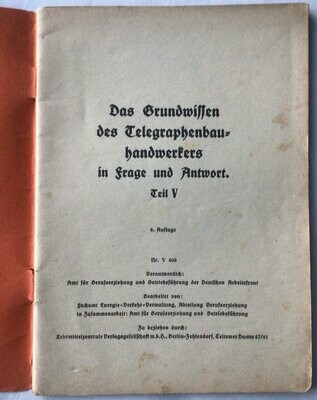 Das Grundwissen
des Telegraphenbau-
handwerkers
in Frage und Antwort.
Teil V
6. Auflage
Nr. V 466
Verantwortlich:
Amt für Berufserziehung und Betriebsführung der Deutschen Arbeitsfront
Bearbeitet von:
Fachamt Energie-Verkehr-Verwaltung, Abteilung Berufserziehung
in Zusammenarbeit: Amt für Berufserziehung und Betriebsführung
Zu beziehen durch:
Lehrmittelzentrale Verlagsgesellschaft m.b.H., Berlin-Zehlendorf, Teltower Damm